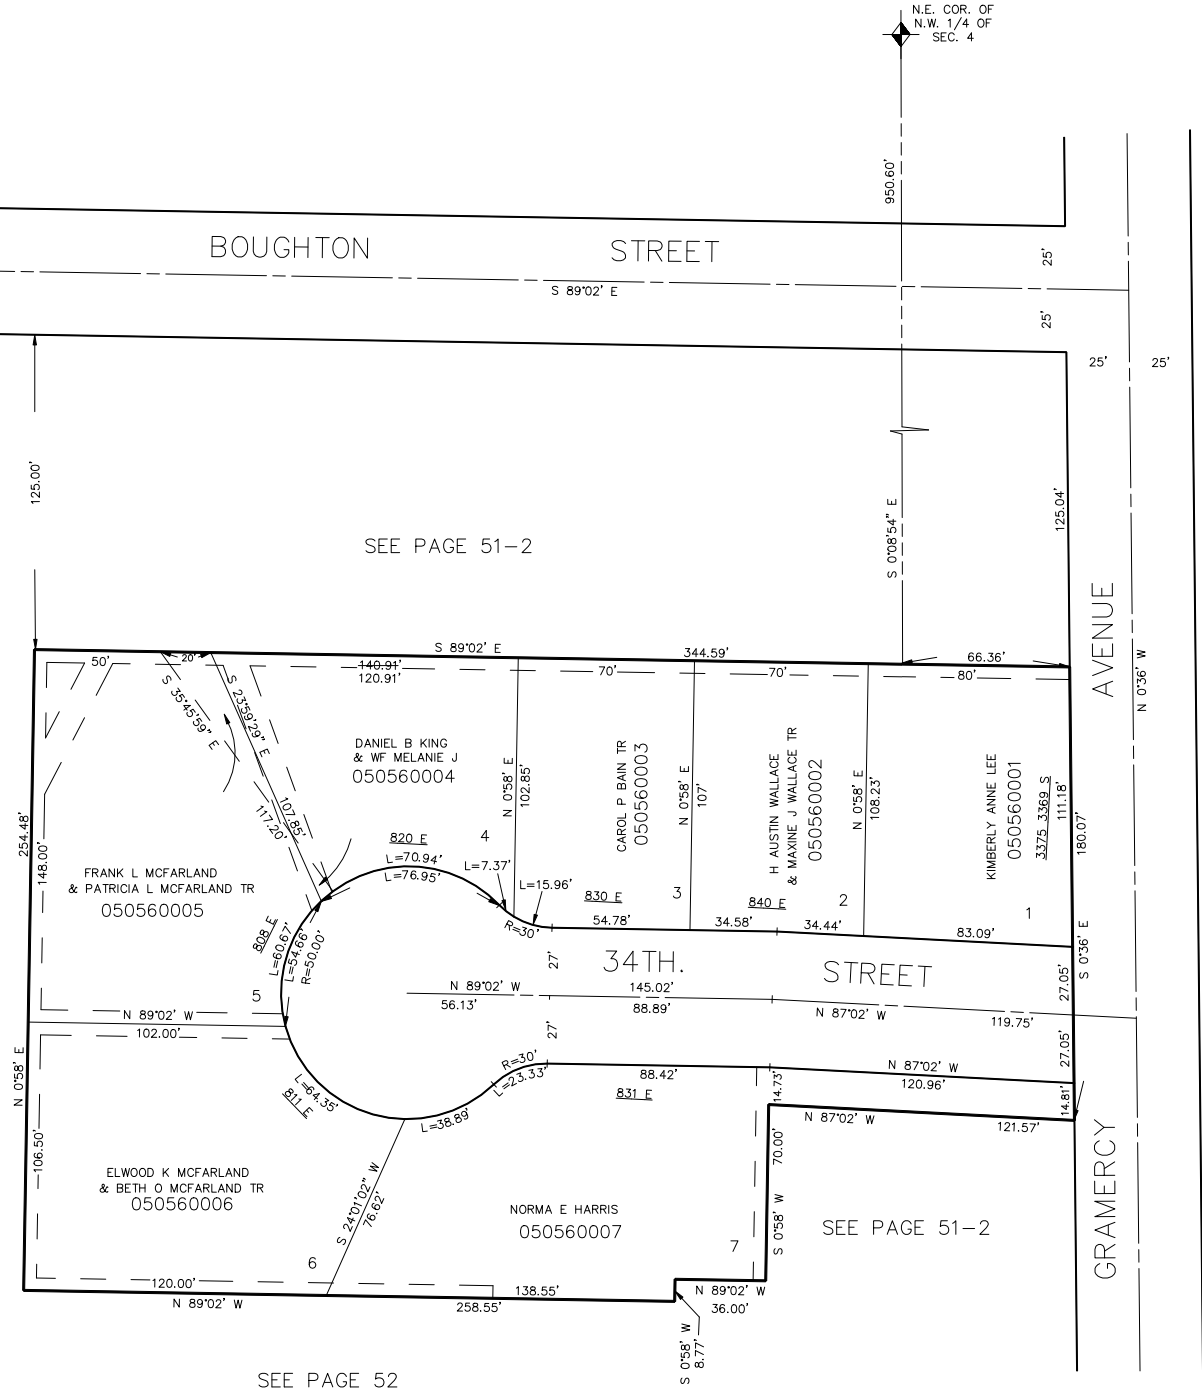 N.E. COR. OF
N.W. 1/4 OF
SEC. 4
950.60'
BOUGHTON STREET
25'
S 89°02' E
25'
25' 25'
125.00'
125.04'
S 0°08'54" E
SEE PAGE 51-2
AVENUE
N 0°36' W
S 89°02' E
344.59'
66.36'
50'
20'
140.91'
120.91'
70'
70'
80'
S 35°45'59" E
S 23°59'29" E
117.20'
107.85'
DANIEL B KING
& WF MELANIE J
050560004
N 0°58' E
102.85'
CAROL P BAIN TR
050560003
N 0°58' E
107'
H AUSTIN WALLACE
& MAXINE J WALLACE TR
050560002
N 0°58' E
108.23'
KIMBERLY ANNE LEE
050560001
3375 3369 S
111.18'
180.07'
254.48'
148.00'
820 E
4
L=70.94'
L=76.95'
L=7.37'
L=15.96'
R=30'
FRANK L MCFARLAND
& PATRICIA L MCFARLAND TR
050560005
830 E
3
840 E
2
1
54.78'
34.58'
34.44'
83.09'
808 E
L=60.67'
L=54.66'
R=50.00'
27'
34TH. STREET
S 0°36' E
27.05'
5
N 89°02' W
102.00'
N 89°02' W
145.02'
56.13'
88.89'
N 87°02' W
119.75'
27'
27.05'
N 0°58' E
R=30'
L=23.33'
88.42'
831 E
14.73'
N 87°02' W
120.96'
14.81'
L=64.35'
811 E
L=38.89'
N 87°02' W
121.57'
106.50'
70.00'
S 0°58' W
GRAMERCY
ELWOOD K MCFARLAND
& BETH O MCFARLAND TR
050560006
S 24°01'02" W
76.62'
NORMA E HARRIS
050560007
7
SEE PAGE 51-2
6
120.00'
N 89°02' W
138.55'
258.55'
N 89°02' W
36.00'
S 0°58' W
8.77'
SEE PAGE 52